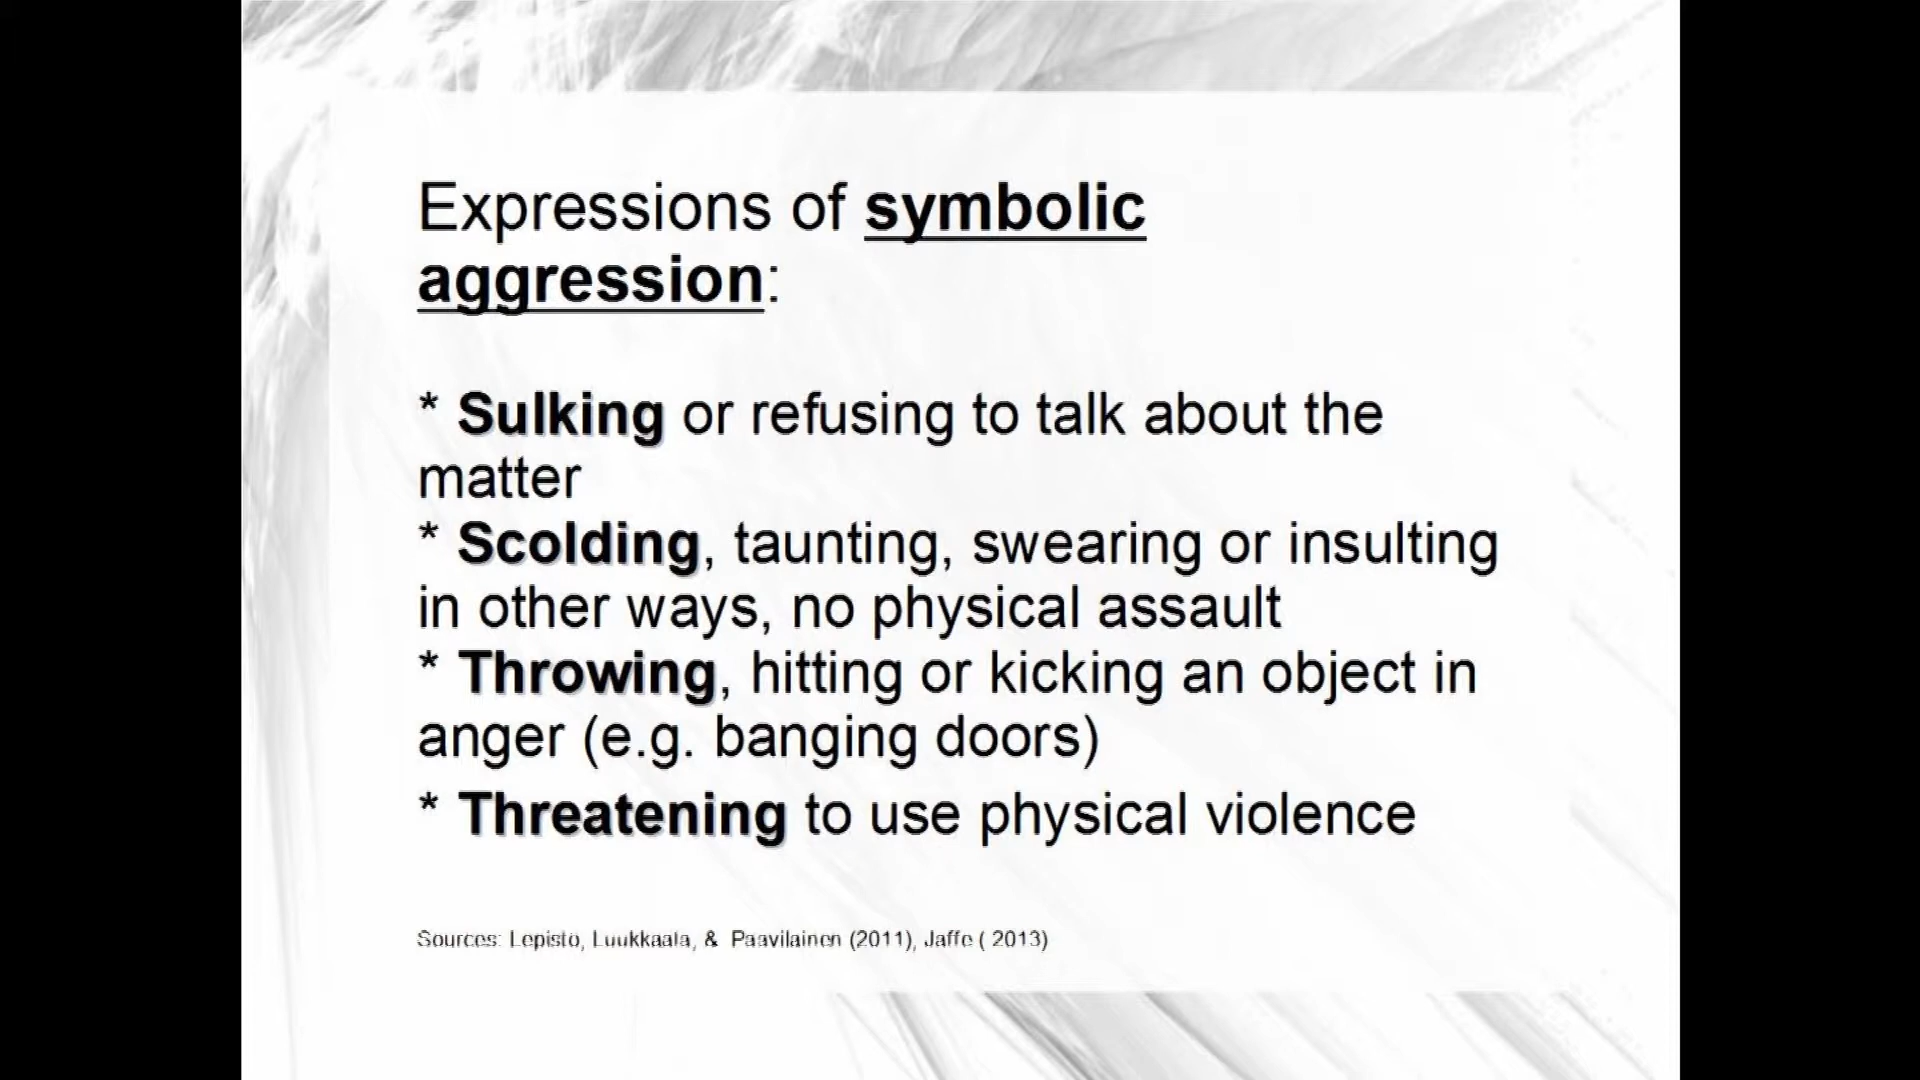 Expressions of symbolic
aggression:
* Sulking or refusing to talk about the
matter
* Scolding, taunting, swearing or insulting
in other ways, no physical assault
* Throwing, hitting or kicking an object in
anger (e.g. banging doors)
* Threatening to use physical violence
Sources: Lepisto, Luukkaala, & Paavilainen (2011), Jaffe ( 2013)